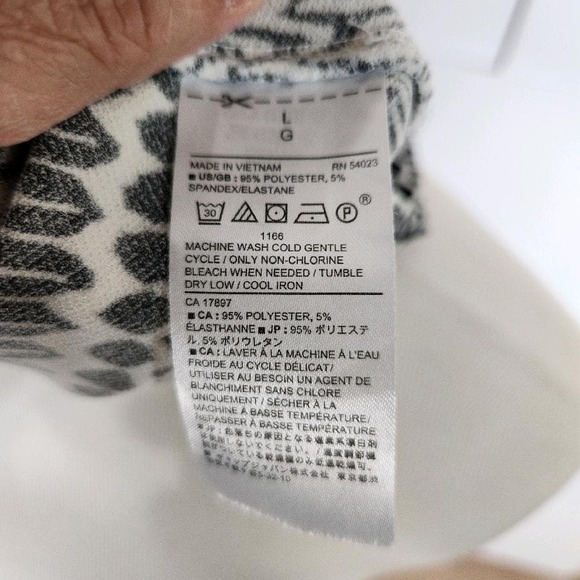 L
G
MADE IN VIETNAM RN 54023
■ US/GB : 95% POLYESTER, 5%
SPANDEX/ELASTANE
30 P ®
1166
MACHINE WASH COLD GENTLE
CYCLE / ONLY NON-CHLORINE
BLEACH WHEN NEEDED / TUMBLE
DRY LOW / COOL IRON
CA 17897
■ CA : 95% POLYESTER, 5%
ÉLASTHANNE ■ JP : 95% ポリエステ
ル, 5% ポリウレタン
■ CA : LAVER À LA MACHINE À L'EAU
FROIDE AU CYCLE DÉLICAT/
UTILISER AU BESOIN UN AGENT DE
BLANCHIMENT SANS CHLORE
UNIQUEMENT / SÉCHER À LA
MACHINE À BASSE TEMPÉRATURE/
REPASSER À BASSE TEMPÉRATURE